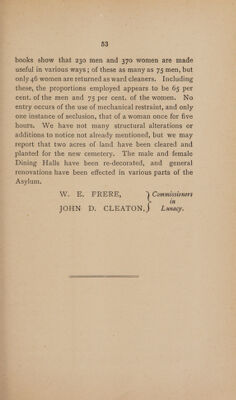 53
books show that 230 men and 370 women are made
useful in various ways; of these as many as 75 men, but
only 46 women are returned as ward cleaners. Including
these, the proportions employed appears to be 65 per
cent. of the men and 75 per cent. of the women. No
entry occurs of the use of mechanical restraint, and only
one instance of seclusion, that of a woman once for five
hours. We have not many structural alterations or
additions to notice not already mentioned, but we may
report that two acres of land have been cleared and
planted for the new cemetery. The male and female
Dining Halls have been re-decorated, and general
renovations have been effected in various parts of the
Asylum.
W. E. FRERE, } Commissioners
in
JOHN D. CLEATON. } Lunacy.